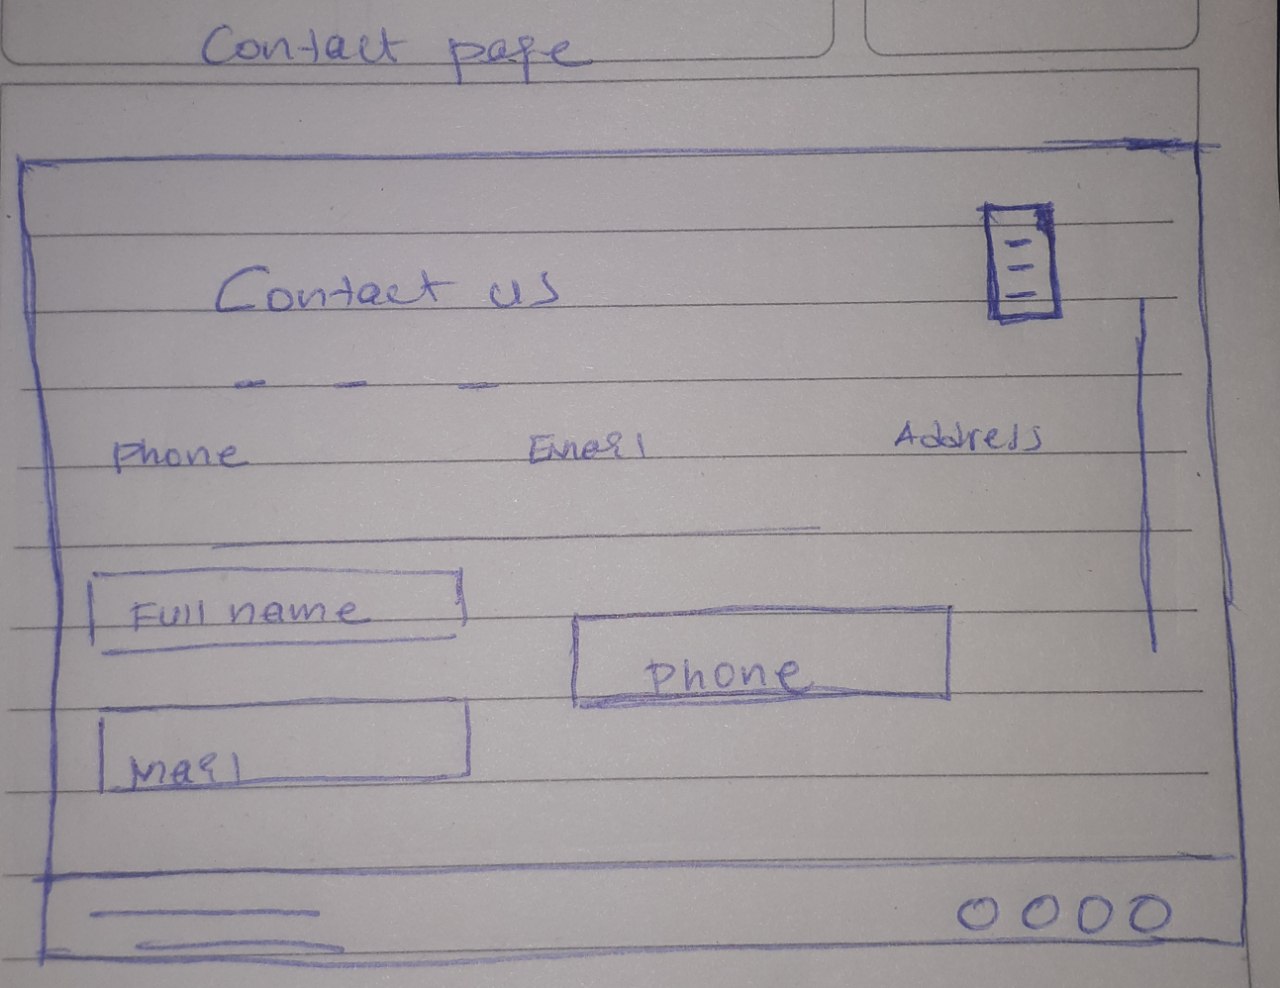 Contact page
Contact us
Phone Email Address
Full name
Phone
Mail